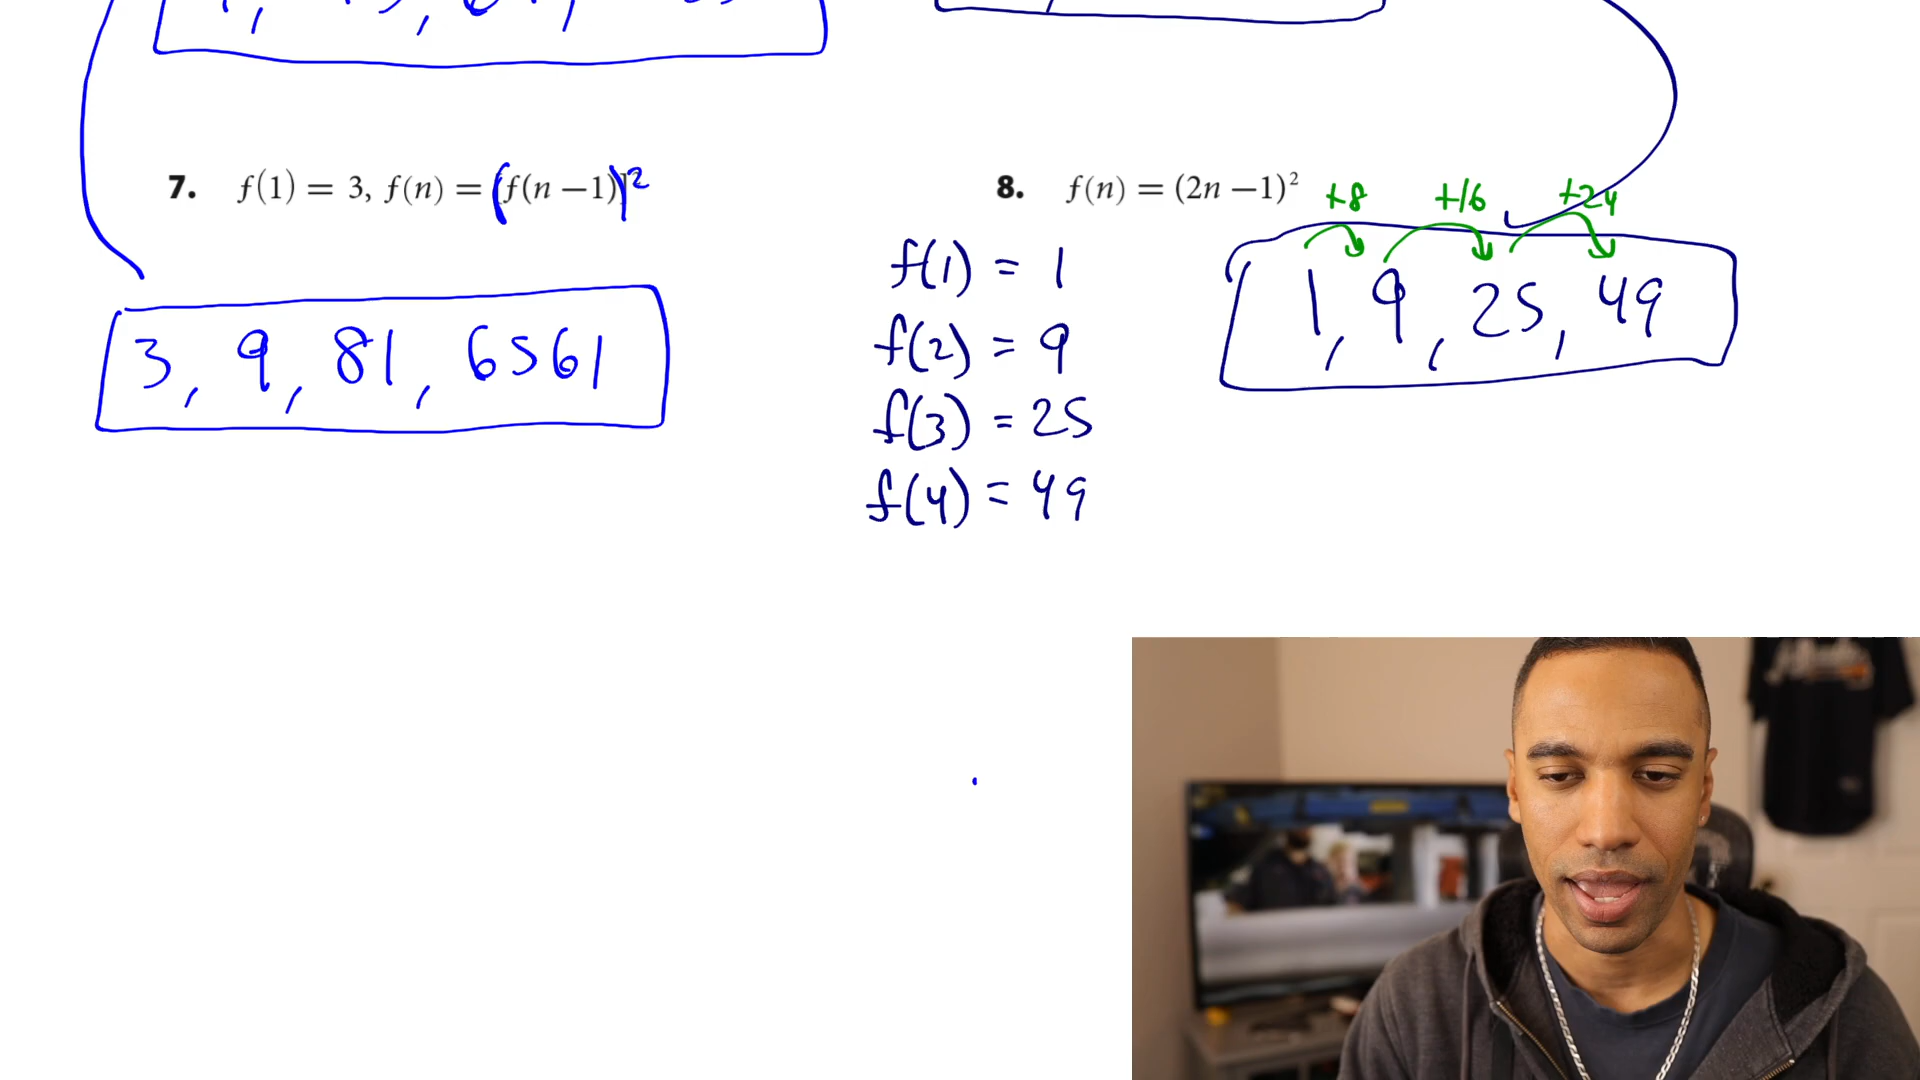 7. f(1) = 3, f(n) = (f(n −1))²
3, 9, 81, 6561
8. f(n) = (2n −1)²
+8 +16 +24
f(1) = 1
f(2) = 9
f(3) = 25
f(4) = 49
1, 9, 25, 49